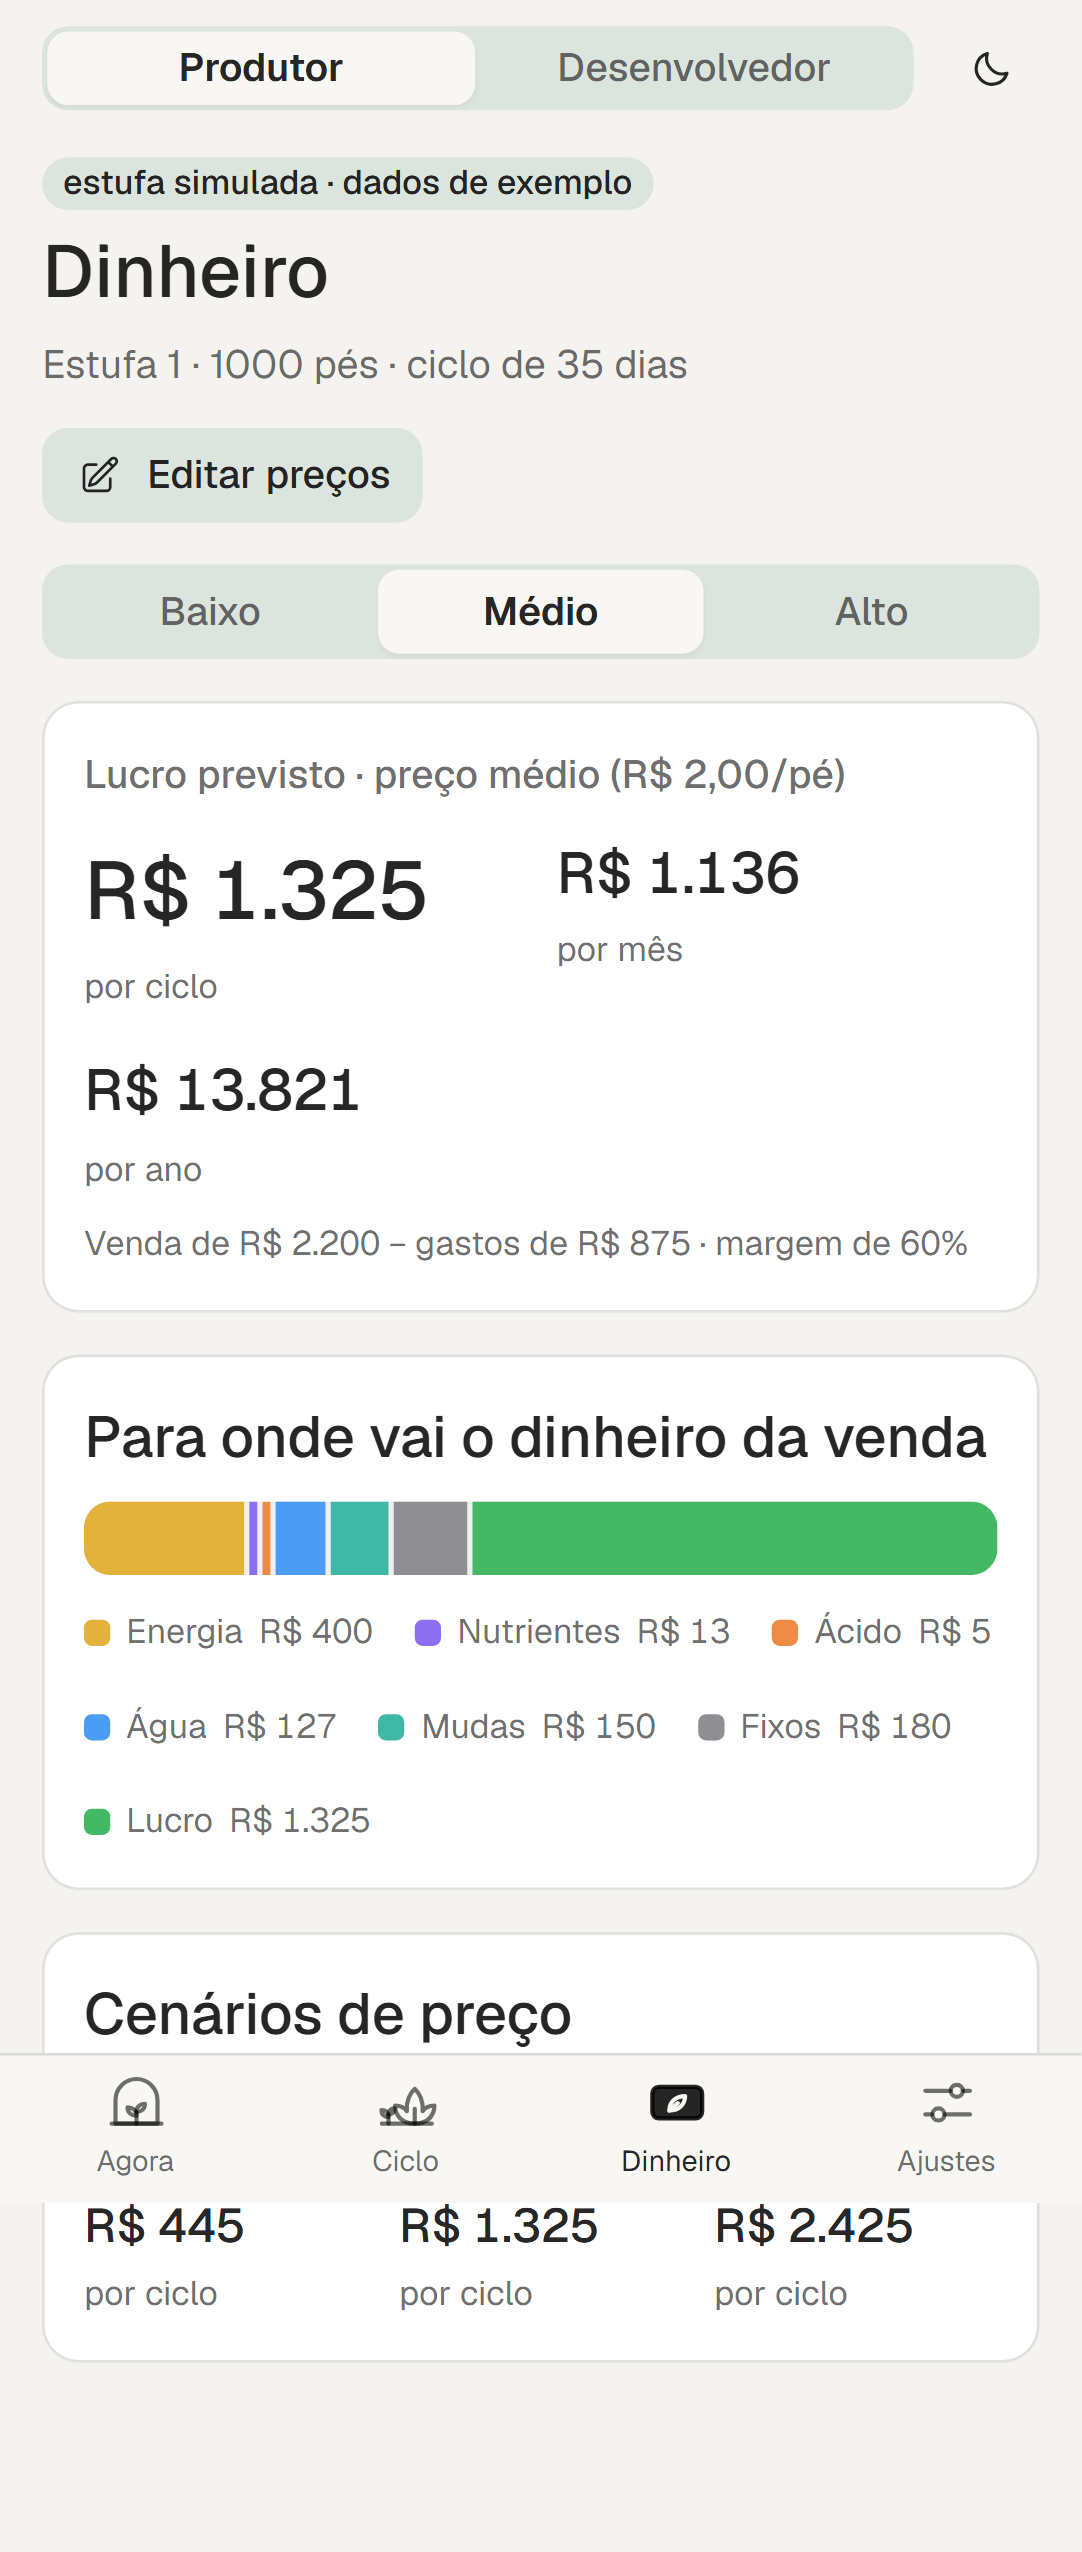 Produtor Desenvolvedor
estufa simulada · dados de exemplo
Dinheiro
Estufa 1 · 1000 pés · ciclo de 35 dias
Editar preços
Baixo Médio Alto
Lucro previsto · preço médio (R$ 2,00/pé)
R$ 1.325
por ciclo
R$ 1.136
por mês
R$ 13.821
por ano
Venda de R$ 2.200 – gastos de R$ 875 · margem de 60%
Para onde vai o dinheiro da venda
Energia R$ 400 Nutrientes R$ 13 Ácido R$ 5
Água R$ 127 Mudas R$ 150 Fixos R$ 180
Lucro R$ 1.325
Cenários de preço
Agora Ciclo Dinheiro Ajustes
R$ 445 R$ 1.325 R$ 2.425
por ciclo por ciclo por ciclo